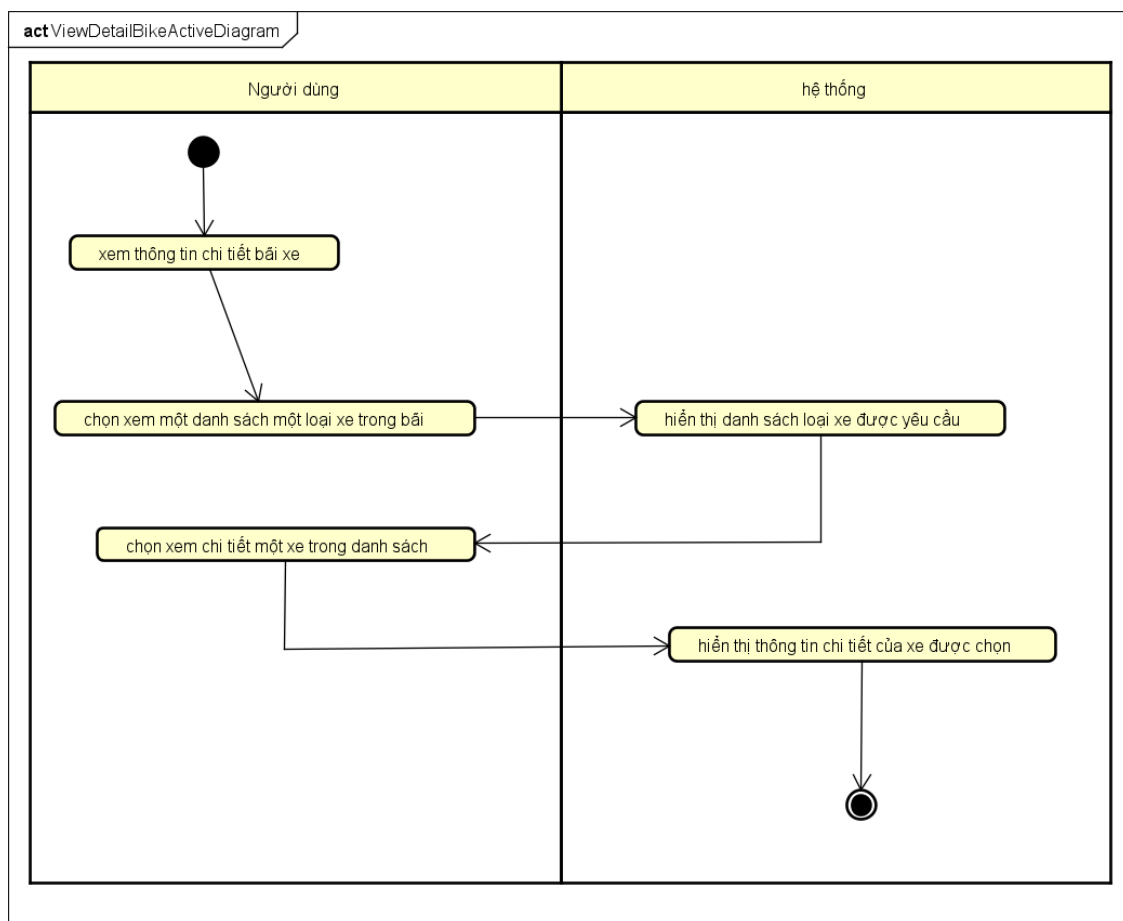 act ViewDetailBikeActiveDiagram
Người dùng
hệ thống
xem thông tin chi tiết bãi xe
chọn xem một danh sách một loại xe trong bãi
hiển thị danh sách loại xe được yêu cầu
chọn xem chi tiết một xe trong danh sách
hiển thị thông tin chi tiết của xe được chọn